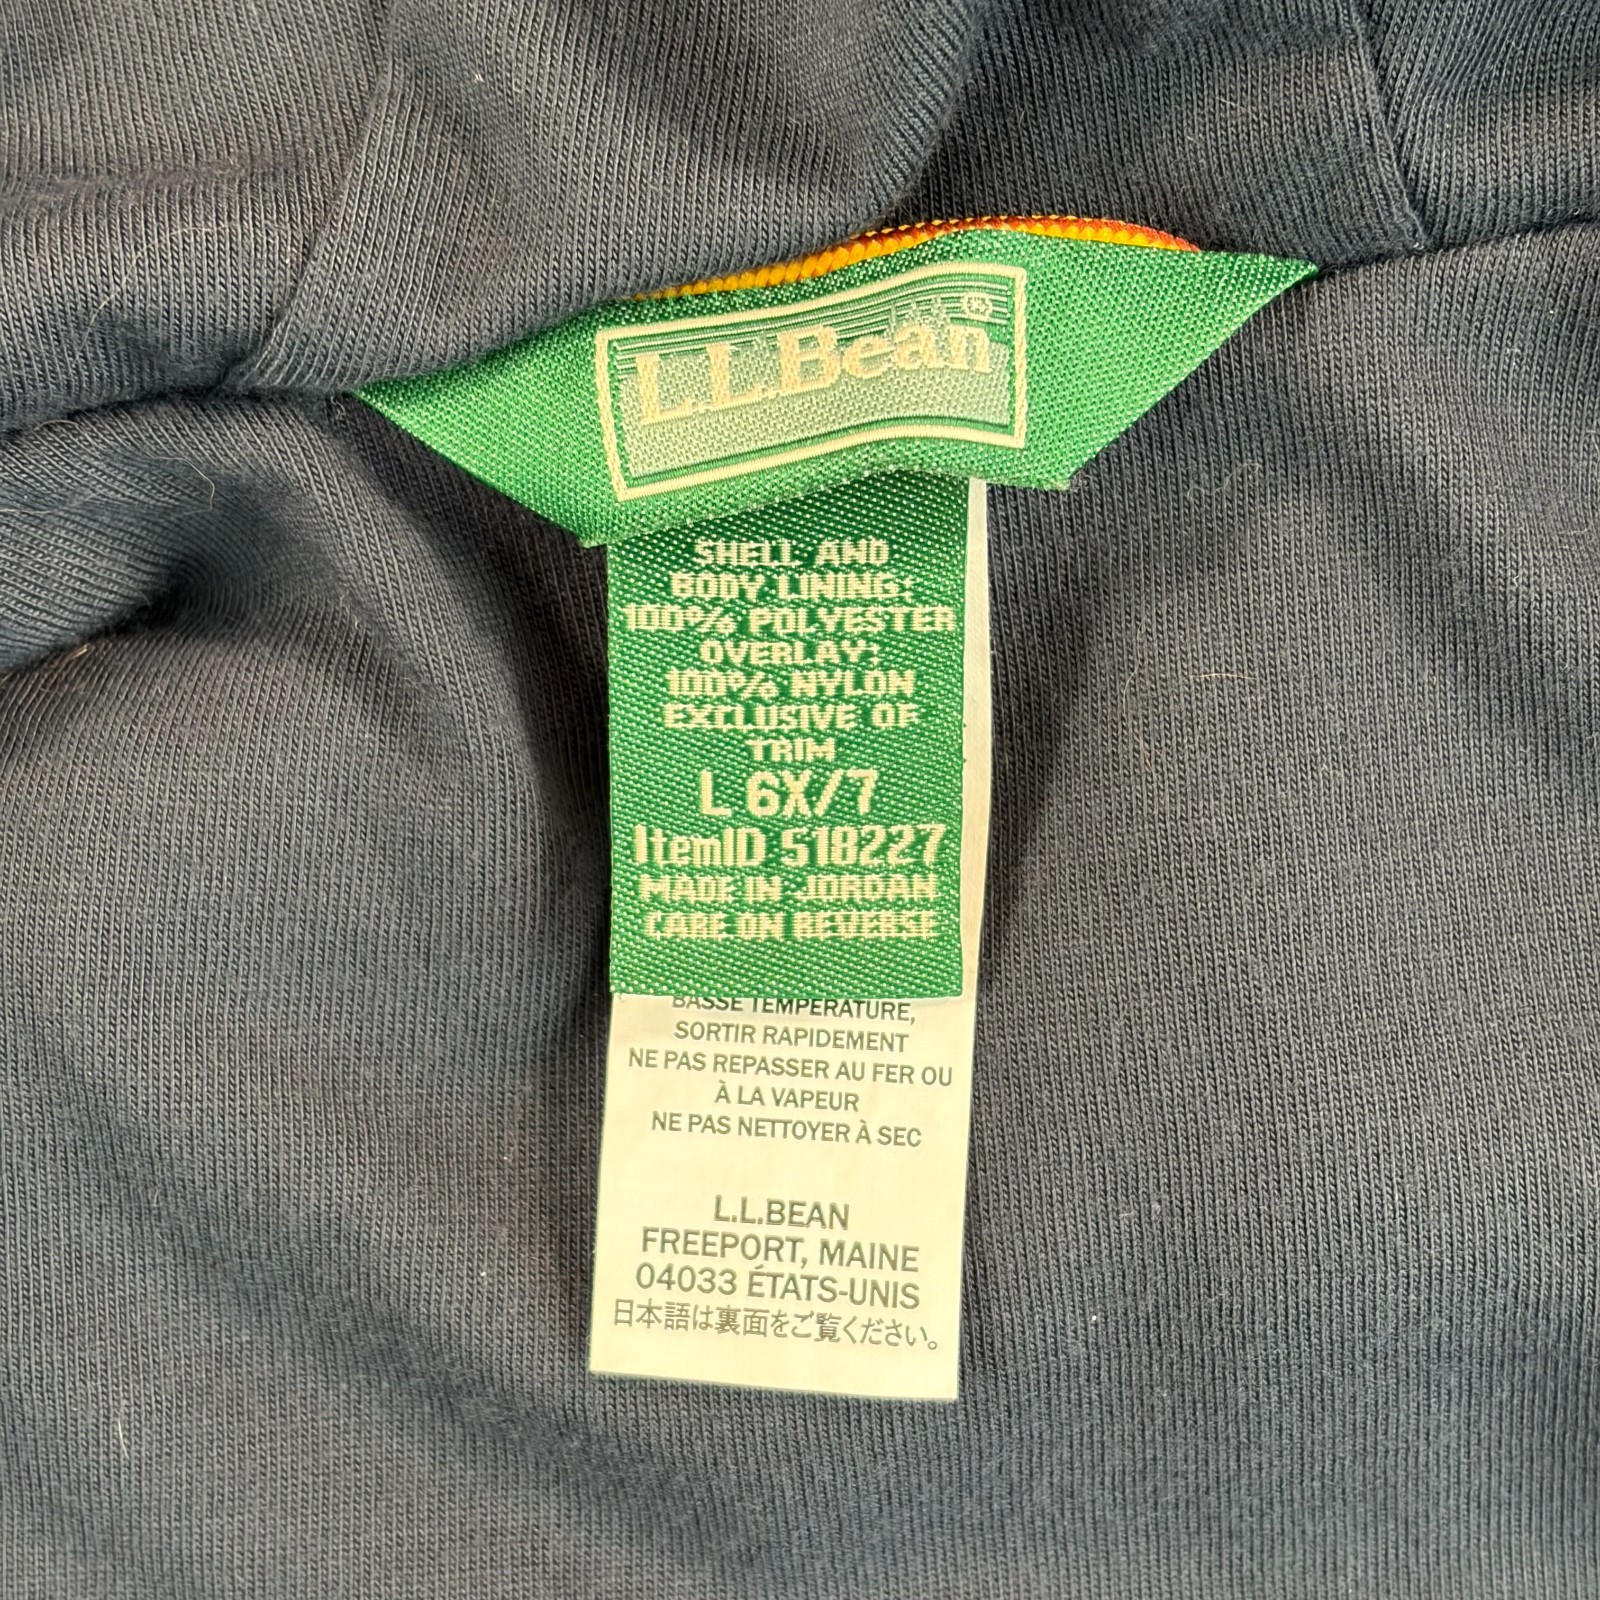 L.L.Bean®
SHELL AND
BODY LINING:
100% POLYESTER
OVERLAY:
100% NYLON
EXCLUSIVE OF
TRIM
L 6X/7
ItemID 518227
MADE IN JORDAN
CARE ON REVERSE
BASSE TEMPÉRATURE,
SORTIR RAPIDEMENT
NE PAS REPASSER AU FER OU
À LA VAPEUR
NE PAS NETTOYER À SEC
L.L.BEAN
FREEPORT, MAINE
04033 ÉTATS-UNIS
日本語は裏面をご覧ください。